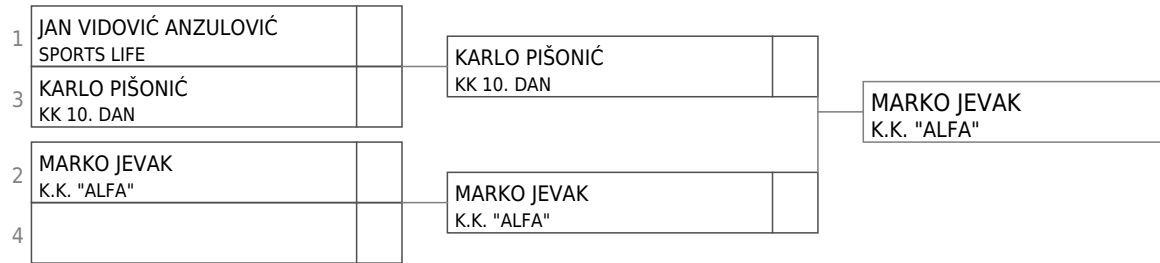 1
JAN VIDOVIĆ ANZULOVIĆ
SPORTS LIFE
3
KARLO PIŠONIĆ
KK 10. DAN
2
MARKO JEVAK
K.K. "ALFA"
4
KARLO PIŠONIĆ
KK 10. DAN
MARKO JEVAK
K.K. "ALFA"
MARKO JEVAK
K.K. "ALFA"